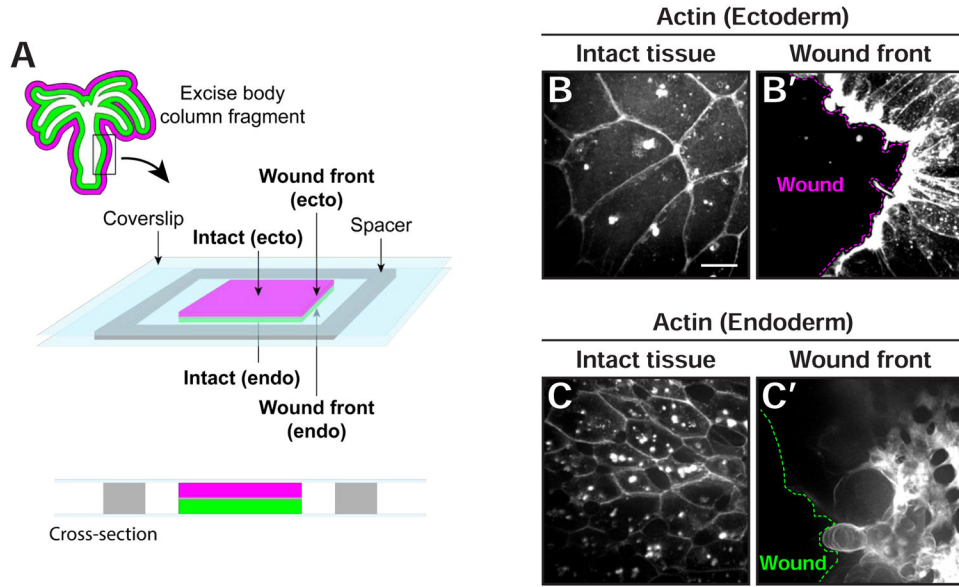 A
Excise body
column fragment
Wound front
(ecto)
Coverslip
Intact (ecto)
Spacer
Intact (endo)
Wound front
(endo)
Cross-section
Actin (Ectoderm)
Intact tissue
Wound front
B
B′
Wound
Actin (Endoderm)
Intact tissue
Wound front
C
C′
Wound